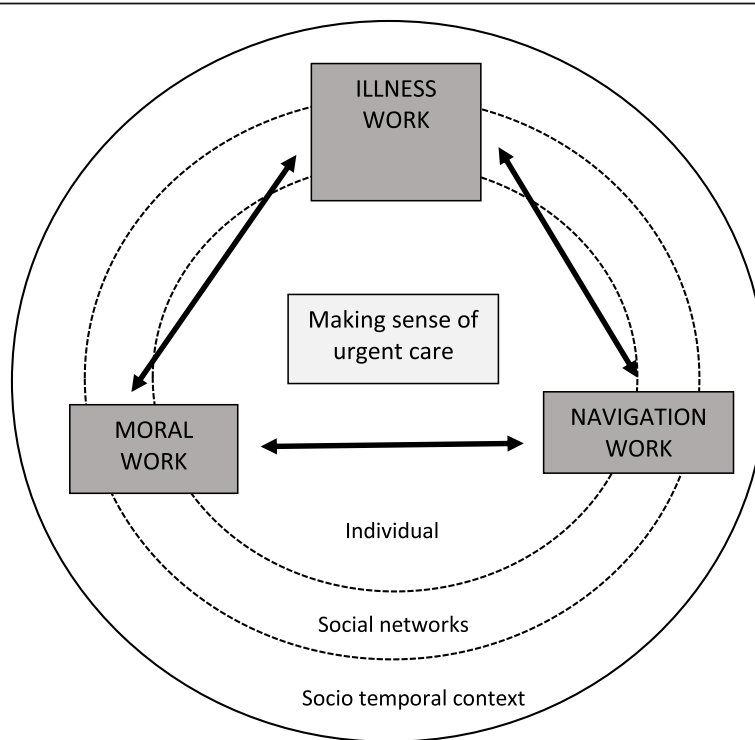 ILLNESS
WORK
Making sense of
urgent care
MORAL
WORK
NAVIGATION
WORK
Individual
Social networks
Socio temporal context